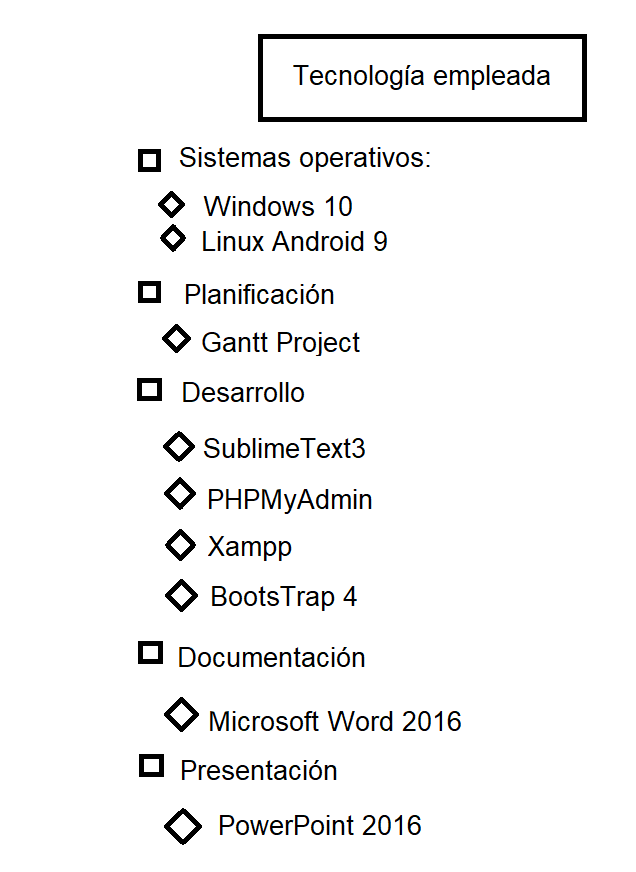 Tecnología empleada
Sistemas operativos:
Windows 10
Linux Android 9
Planificación
Gantt Project
Desarrollo
SublimeText3
PHPMyAdmin
Xampp
BootsTrap 4
Documentación
Microsoft Word 2016
Presentación
PowerPoint 2016